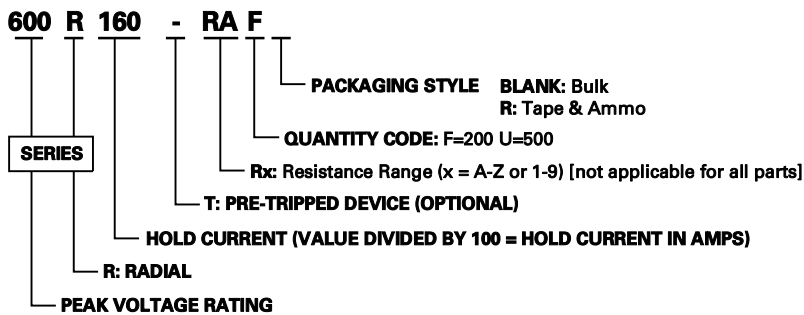 600 R 160 - RA F
PACKAGING STYLE BLANK: Bulk
R: Tape & Ammo
QUANTITY CODE: F=200 U=500
SERIES
Rx: Resistance Range (x = A-Z or 1-9) [not applicable for all parts]
T: PRE-TRIPPED DEVICE (OPTIONAL)
HOLD CURRENT (VALUE DIVIDED BY 100 = HOLD CURRENT IN AMPS)
R: RADIAL
PEAK VOLTAGE RATING